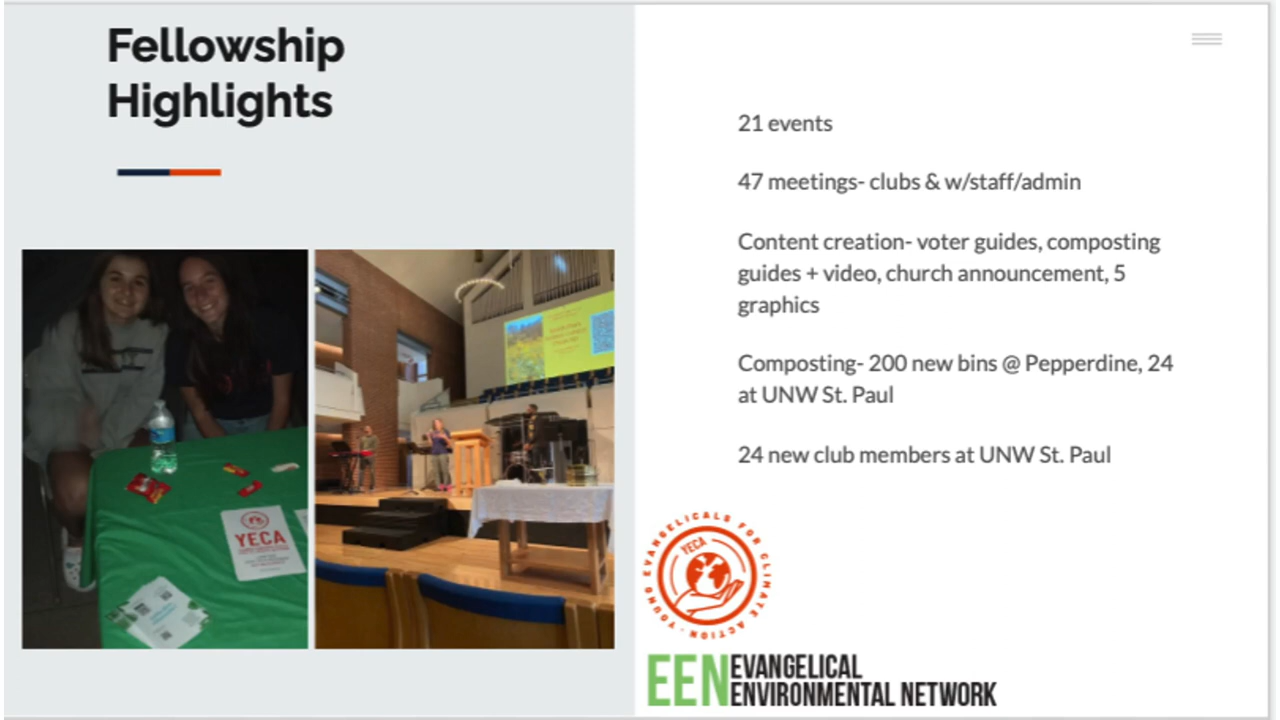 Fellowship
Highlights
21 events
47 meetings- clubs & w/staff/admin
Content creation- voter guides, composting
guides + video, church announcement, 5
graphics
Composting- 200 new bins @ Pepperdine, 24
at UNW St. Paul
24 new club members at UNW St. Paul
YECA
YOUNG EVANGELICALS FOR CLIMATE ACTION
YECA
EEN EVANGELICAL
ENVIRONMENTAL NETWORK